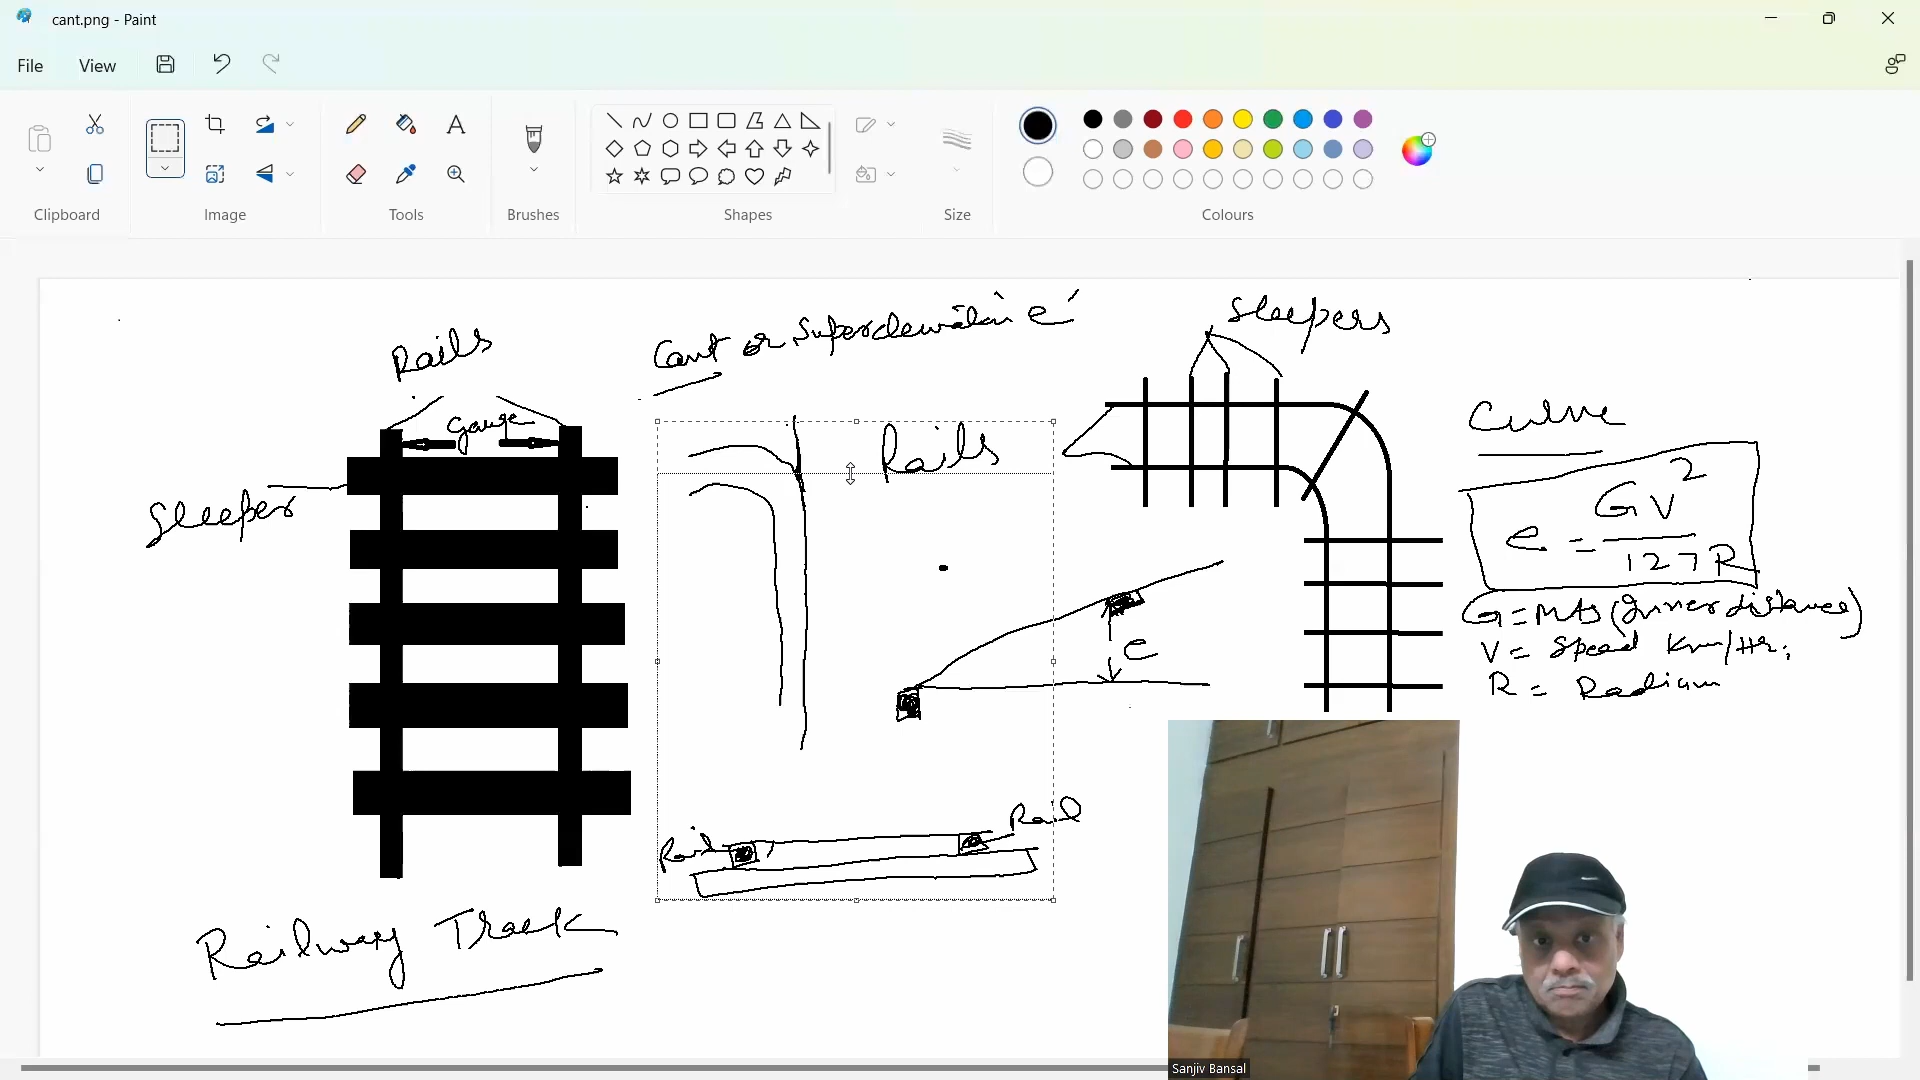 cant.png - Paint
File View
Clipboard Image Tools Brushes Shapes Size Colours
Sleepers
Rails
Cant or Superelevation 'e'
Curve
Gauge
Rails
e = GV²/127R
Sleeper
G = Mts (Inner distance)
V = Speed Km/Hr.
e
R = Radium
Rail
Rail
Railway Track
Sanjiv Bansal